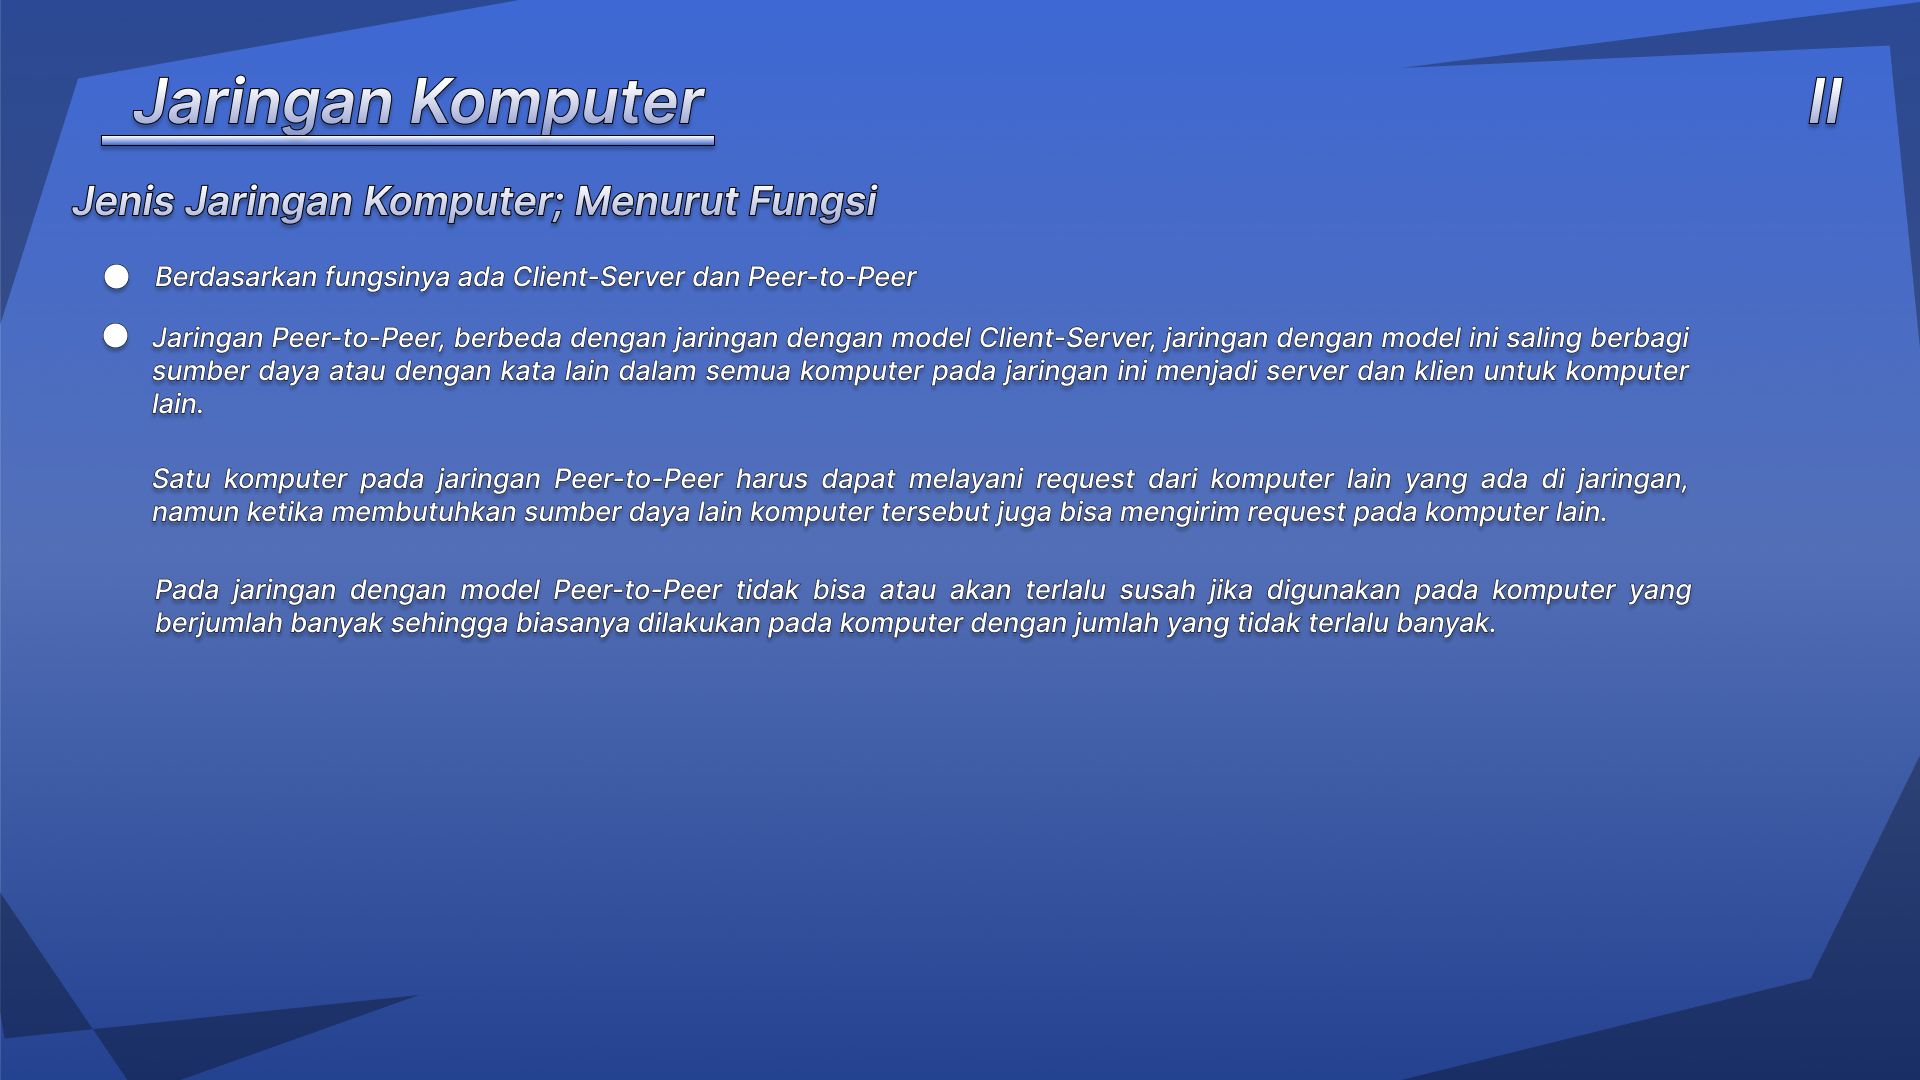 Jaringan Komputer
II
Jenis Jaringan Komputer; Menurut Fungsi
Berdasarkan fungsinya ada Client-Server dan Peer-to-Peer
Jaringan Peer-to-Peer, berbeda dengan jaringan dengan model Client-Server, jaringan dengan model ini saling berbagi
sumber daya atau dengan kata lain dalam semua komputer pada jaringan ini menjadi server dan klien untuk komputer
lain.
Satu komputer pada jaringan Peer-to-Peer harus dapat melayani request dari komputer lain yang ada di jaringan,
namun ketika membutuhkan sumber daya lain komputer tersebut juga bisa mengirim request pada komputer lain.
Pada jaringan dengan model Peer-to-Peer tidak bisa atau akan terlalu susah jika digunakan pada komputer yang
berjumlah banyak sehingga biasanya dilakukan pada komputer dengan jumlah yang tidak terlalu banyak.